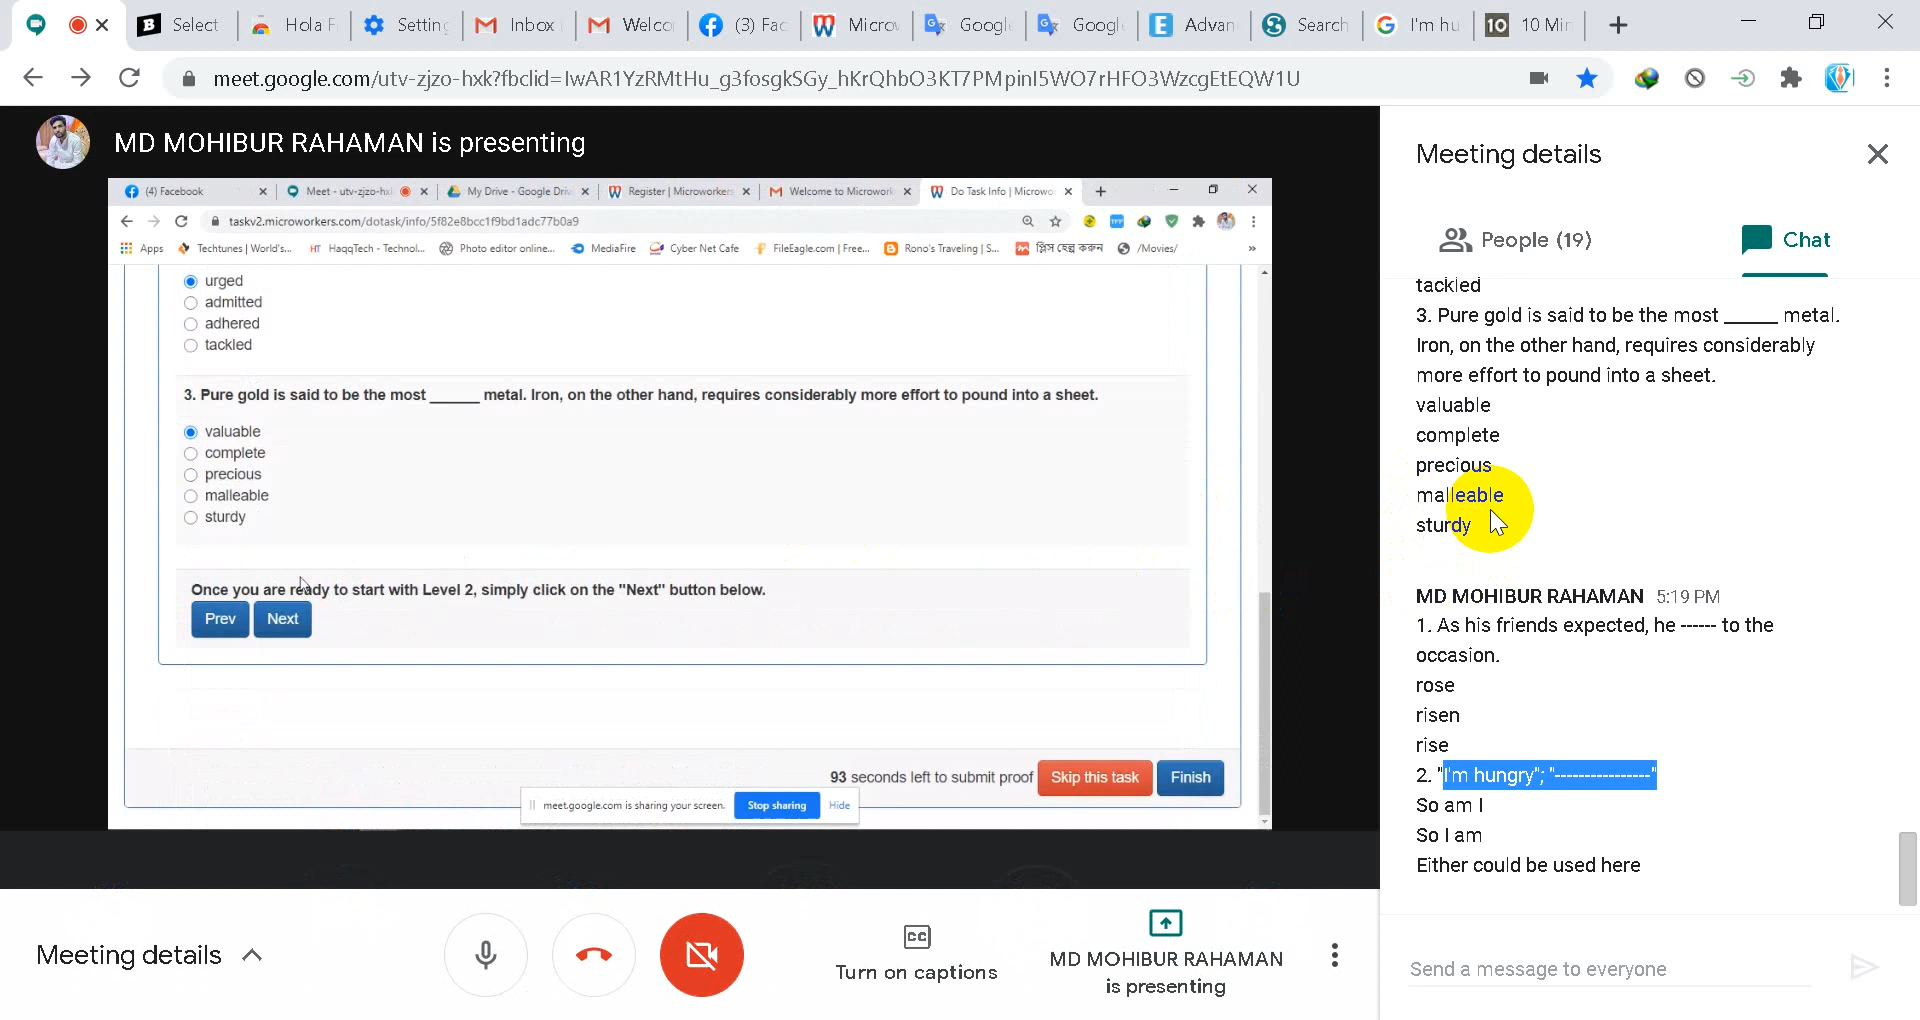 Select
Hola F
Setting
Inbox
Welco
(3) Fac
Microv
Google
Googl
Advan
Search
I'm hu
10 Min
meet.google.com/utv-zjzo-hxk?fbclid=IwAR1YzRMtHu_g3fosgkSGy_hKrQhbO3KT7PMpinI5WO7rHFO3WzcgEtEQW1U
MD MOHIBUR RAHAMAN is presenting
(4) Facebook
Meet - utv-zjzo-hxk
My Drive - Google Driv
Register | Microworkers
Welcome to Microwork
Do Task Info | Microwo
taskv2.microworkers.com/dotask/info/5f82e8bcc1f9bd1adc77b0a9
Apps
Techtunes | World's...
HaqqTech - Technol...
Photo editor online...
MediaFire
Cyber Net Cafe
FileEagle.com | Free...
Rono's Traveling | S...
প্লিস হেল্প করুন
/Movies/
»
urged
admitted
adhered
tackled
3. Pure gold is said to be the most ______ metal. Iron, on the other hand, requires considerably more effort to pound into a sheet.
valuable
complete
precious
malleable
sturdy
Once you are ready to start with Level 2, simply click on the "Next" button below.
Prev
Next
93 seconds left to submit proof
Skip this task
Finish
meet.google.com is sharing your screen.
Stop sharing
Hide
Meeting details
People (19)
Chat
tackled
3. Pure gold is said to be the most ______ metal.
Iron, on the other hand, requires considerably
more effort to pound into a sheet.
valuable
complete
precious
malleable
sturdy
MD MOHIBUR RAHAMAN 5:19 PM
1. As his friends expected, he ------ to the
occasion.
rose
risen
rise
2. "I'm hungry"; "----------------"
So am I
So I am
Either could be used here
Send a message to everyone
Meeting details
Turn on captions
MD MOHIBUR RAHAMAN
is presenting